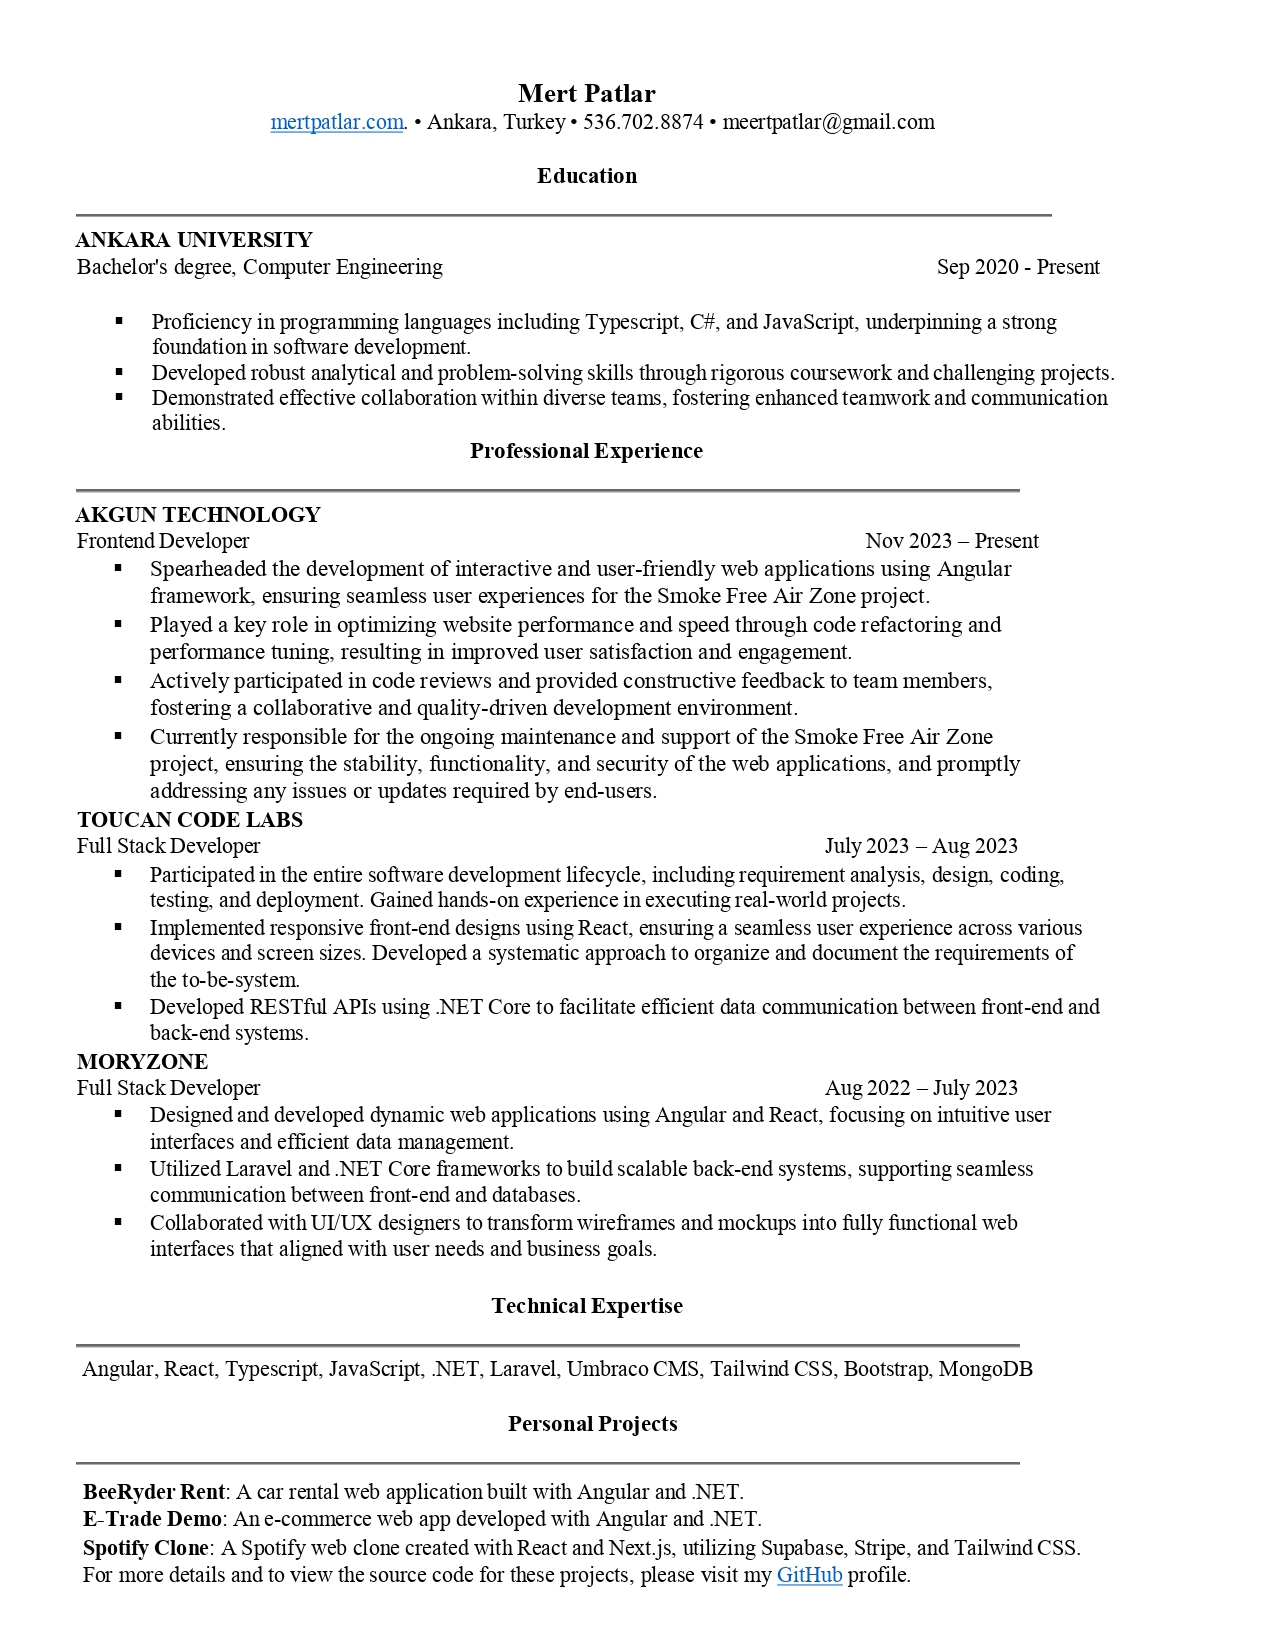 Mert Patlar
mertpatlar.com. • Ankara, Turkey • 536.702.8874 • meertpatlar@gmail.com
Education
ANKARA UNIVERSITY
Bachelor's degree, Computer Engineering Sep 2020 - Present
▪ Proficiency in programming languages including Typescript, C#, and JavaScript, underpinning a strong
foundation in software development.
▪ Developed robust analytical and problem-solving skills through rigorous coursework and challenging projects.
▪ Demonstrated effective collaboration within diverse teams, fostering enhanced teamwork and communication
abilities.
Professional Experience
AKGUN TECHNOLOGY
Frontend Developer Nov 2023 – Present
▪ Spearheaded the development of interactive and user-friendly web applications using Angular
framework, ensuring seamless user experiences for the Smoke Free Air Zone project.
▪ Played a key role in optimizing website performance and speed through code refactoring and
performance tuning, resulting in improved user satisfaction and engagement.
▪ Actively participated in code reviews and provided constructive feedback to team members,
fostering a collaborative and quality-driven development environment.
▪ Currently responsible for the ongoing maintenance and support of the Smoke Free Air Zone
project, ensuring the stability, functionality, and security of the web applications, and promptly
addressing any issues or updates required by end-users.
TOUCAN CODE LABS
Full Stack Developer July 2023 – Aug 2023
▪ Participated in the entire software development lifecycle, including requirement analysis, design, coding,
testing, and deployment. Gained hands-on experience in executing real-world projects.
▪ Implemented responsive front-end designs using React, ensuring a seamless user experience across various
devices and screen sizes. Developed a systematic approach to organize and document the requirements of
the to-be-system.
▪ Developed RESTful APIs using .NET Core to facilitate efficient data communication between front-end and
back-end systems.
MORYZONE
Full Stack Developer Aug 2022 – July 2023
▪ Designed and developed dynamic web applications using Angular and React, focusing on intuitive user
interfaces and efficient data management.
▪ Utilized Laravel and .NET Core frameworks to build scalable back-end systems, supporting seamless
communication between front-end and databases.
▪ Collaborated with UI/UX designers to transform wireframes and mockups into fully functional web
interfaces that aligned with user needs and business goals.
Technical Expertise
Angular, React, Typescript, JavaScript, .NET, Laravel, Umbraco CMS, Tailwind CSS, Bootstrap, MongoDB
Personal Projects
BeeRyder Rent: A car rental web application built with Angular and .NET.
E-Trade Demo: An e-commerce web app developed with Angular and .NET.
Spotify Clone: A Spotify web clone created with React and Next.js, utilizing Supabase, Stripe, and Tailwind CSS.
For more details and to view the source code for these projects, please visit my GitHub profile.